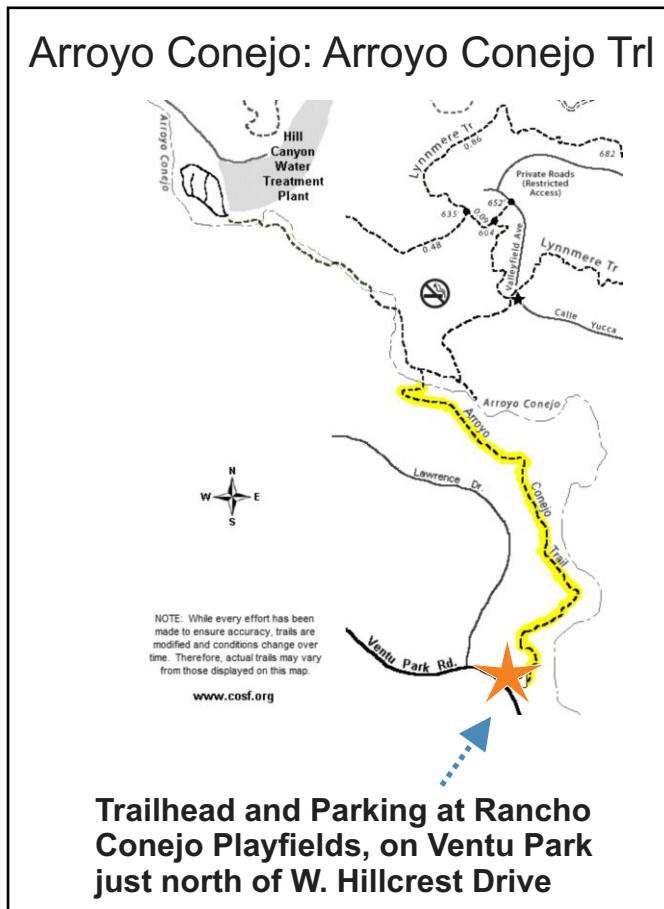 Arroyo Conejo: Arroyo Conejo Trl
Arroyo Conejo
Hill
Canyon
Water
Treatment
Plant
Lynnmere Tr
0.86
682
Private Roads
(Restricted
Access)
652'
635'
0.09
604
0.48
Valleyfield Ave
Lynnmere Tr
Calle Yucca
Arroyo Conejo
Arroyo
Conejo
Trail
Lawrence Dr.
N
W E
S
NOTE: While every effort has been
made to ensure accuracy, trails are
modified and conditions change over
time. Therefore, actual trails may vary
from those displayed on this map.
www.cosf.org
Ventu Park Rd.
Trailhead and Parking at Rancho
Conejo Playfields, on Ventu Park
just north of W. Hillcrest Drive